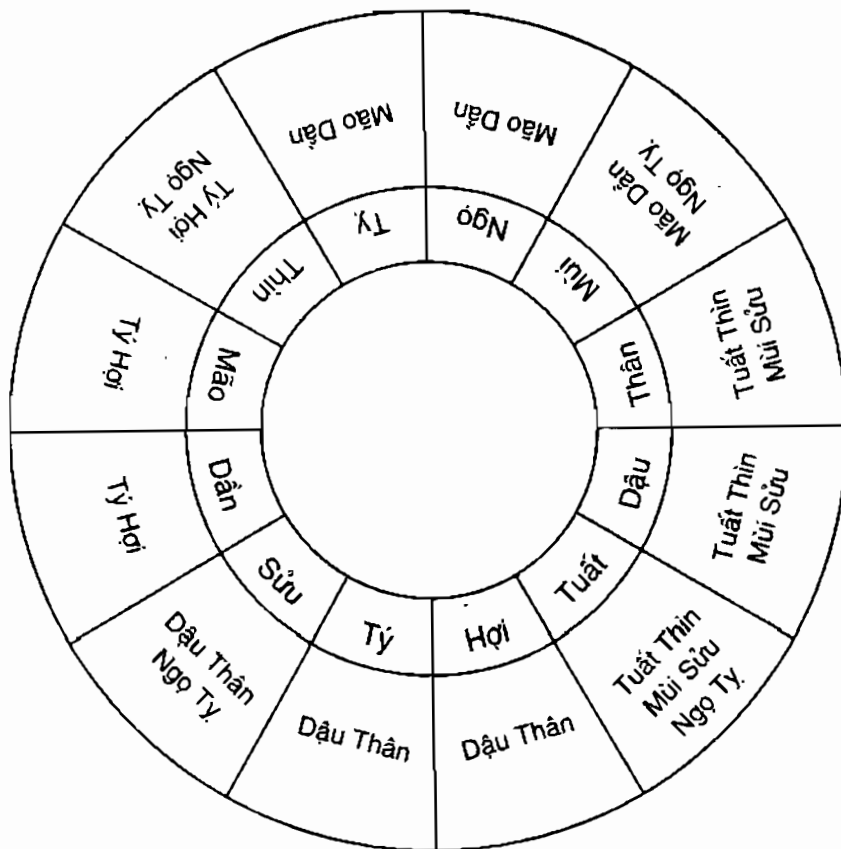 Mão Dần
Ngọ
Mão Dần
Ngọ Tỵ
Mùi
Tuất Thìn
Mùi Sửu
Thân
Tuất Thìn
Mùi Sửu
Dậu
Tuất Thìn
Mùi Sửu
Ngọ Tỵ
Tuất
Dậu Thân
Hợi
Dậu Thân
Tý
Dậu Thân
Ngọ Tỵ
Sửu
Tý Hợi
Dần
Tý Hợi
Mão
Tý Hợi
Ngọ Tỵ
Thìn
Mão Dần
Tỵ